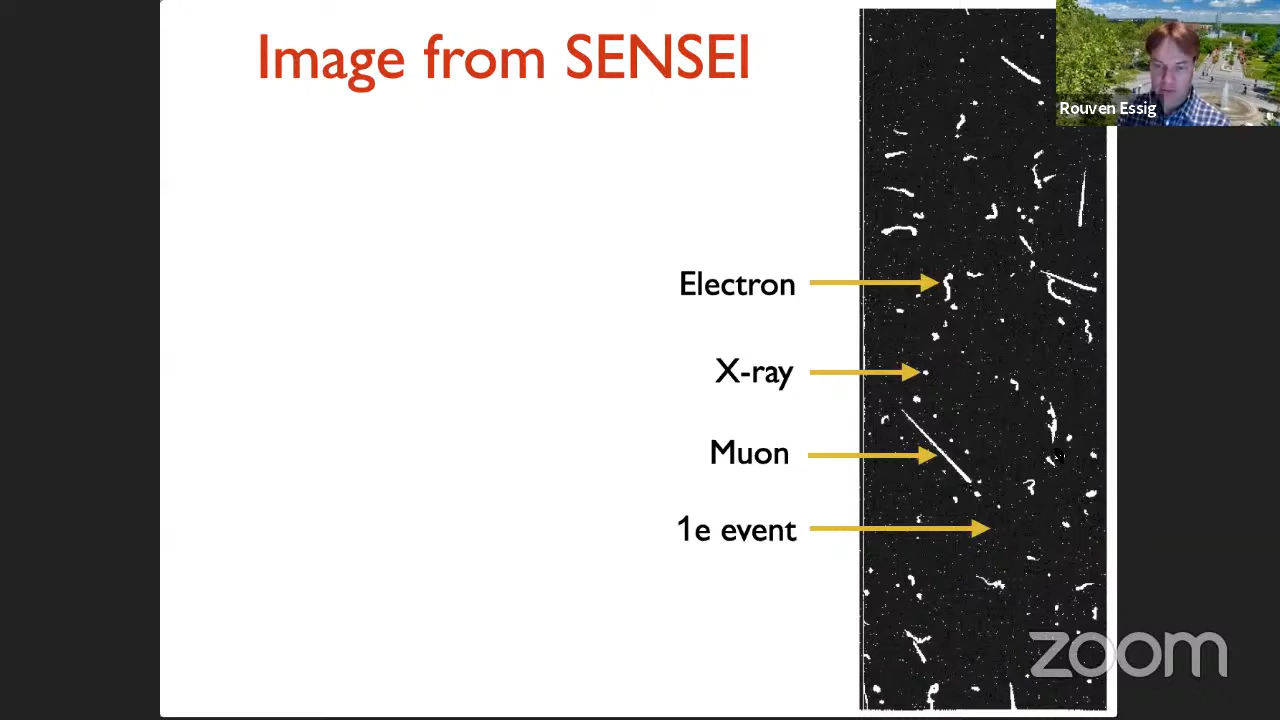 Image from SENSEI
Rouven Essig
Electron
X-ray
Muon
1e event
zoom